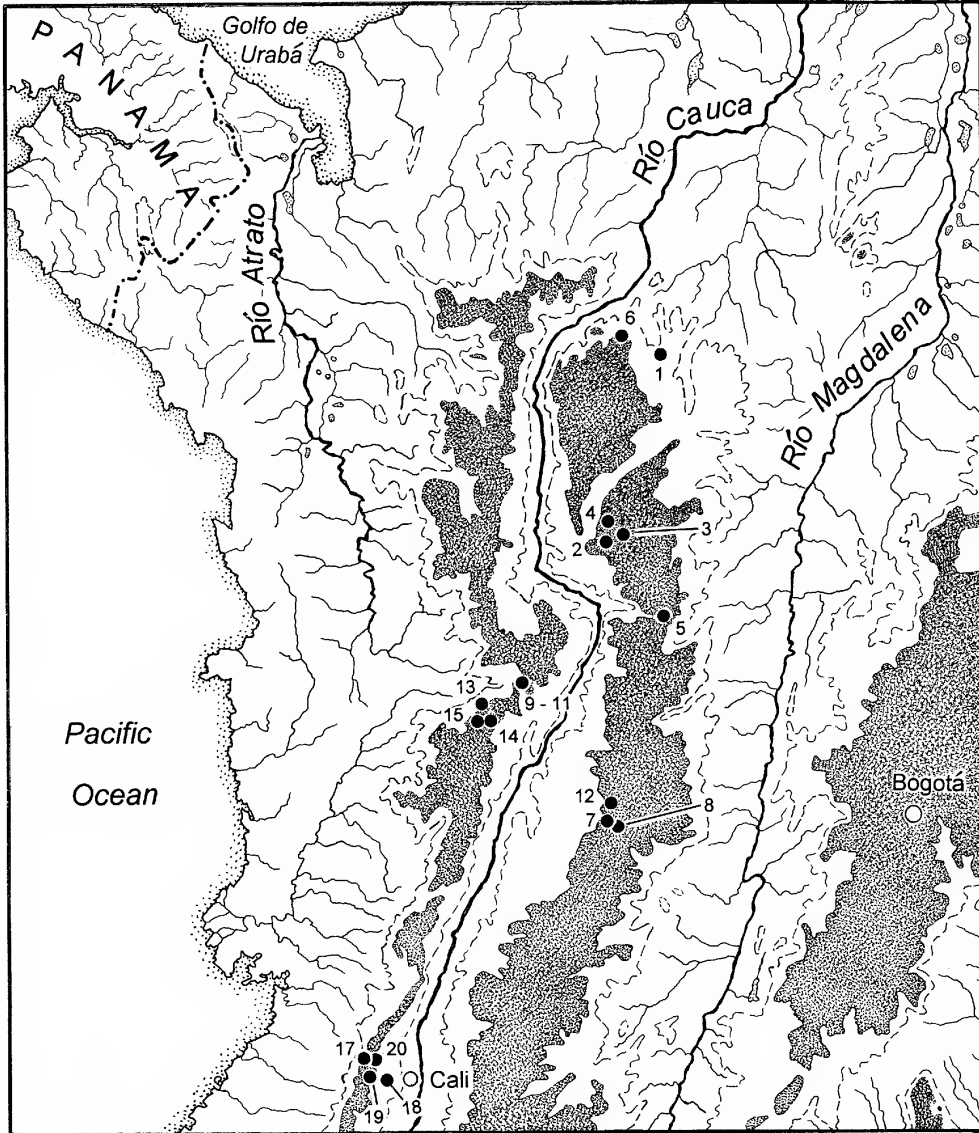 Golfo de
Urabá
PANAMA
Río Cauca
Río Atrato
Río Magdalena
6
1
4
3
2
5
13
9 - 11
15
14
Pacific
Ocean
Bogotá
12
8
7
17
20
Cali
19
18